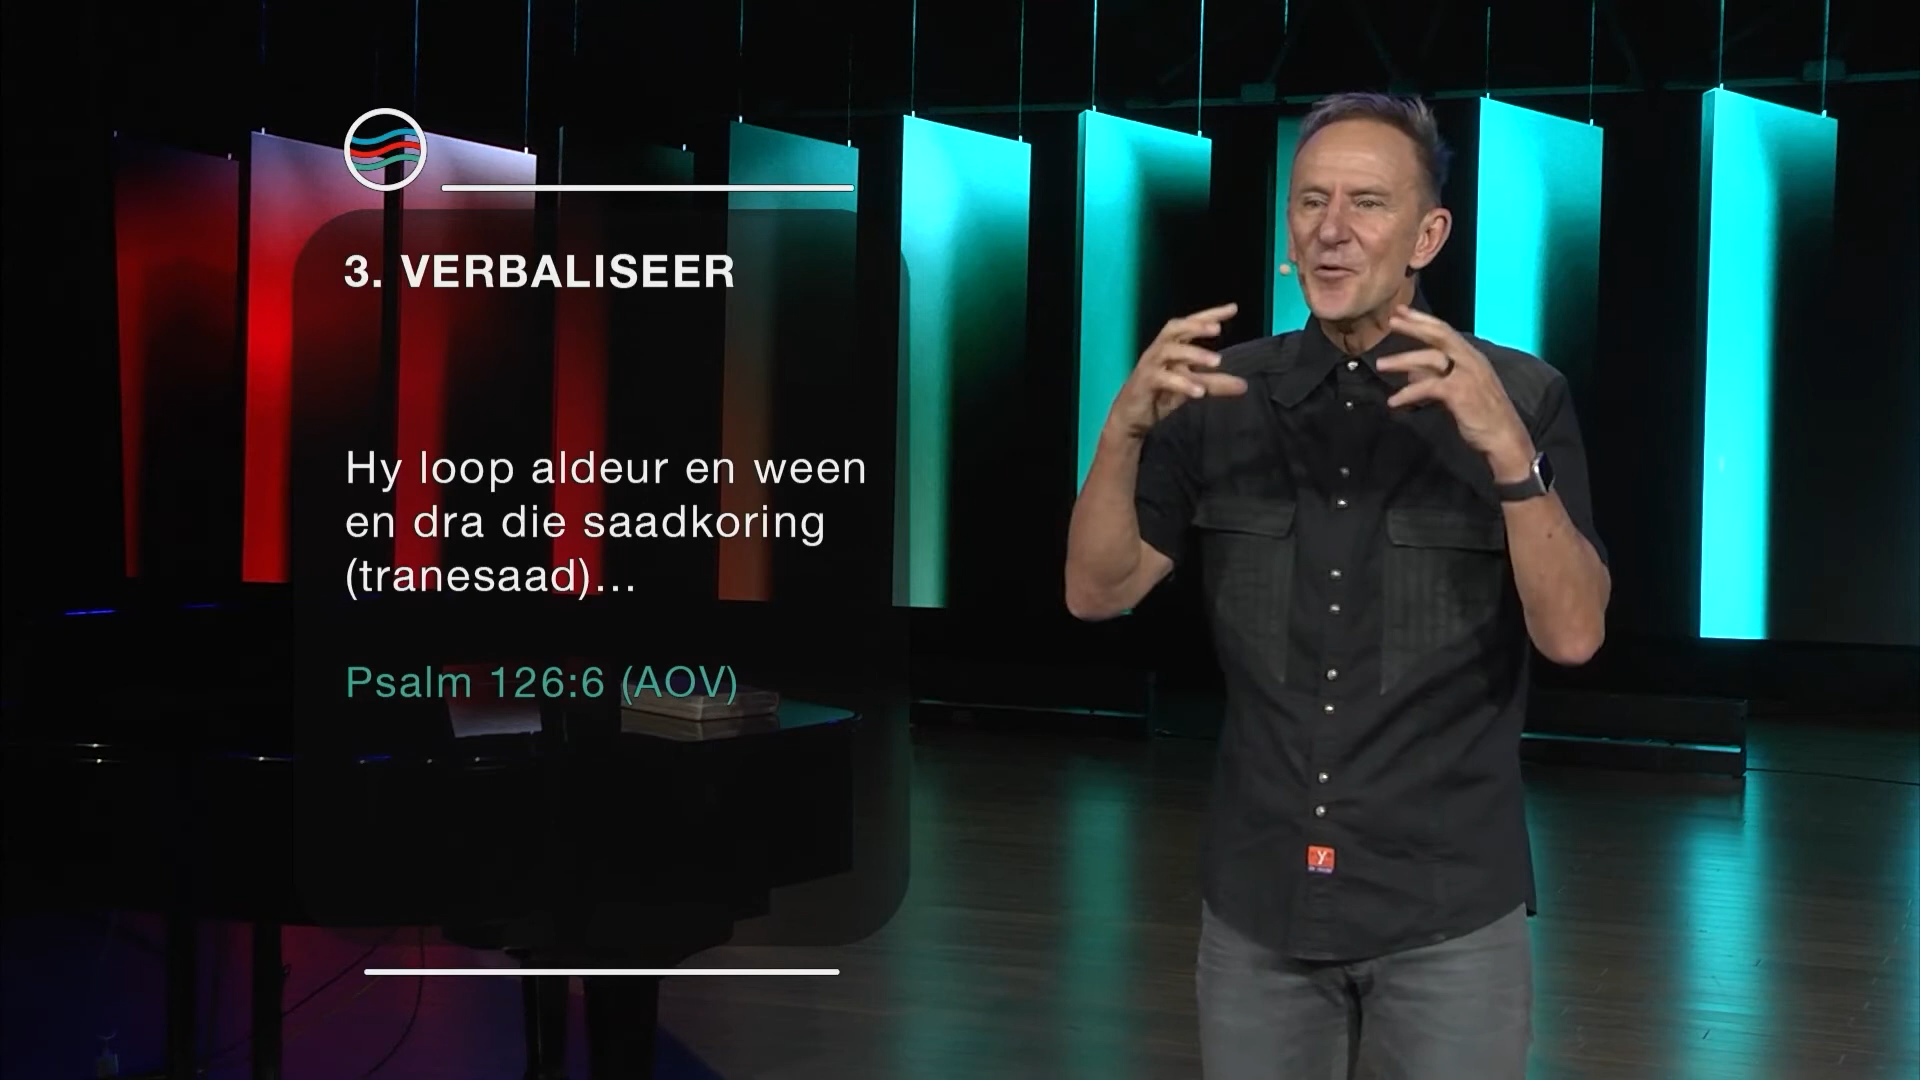 3. VERBALISEER
Hy loop aldeur en ween
en dra die saadkoring
(tranesaad)...
Psalm 126:6 (AOV)
y